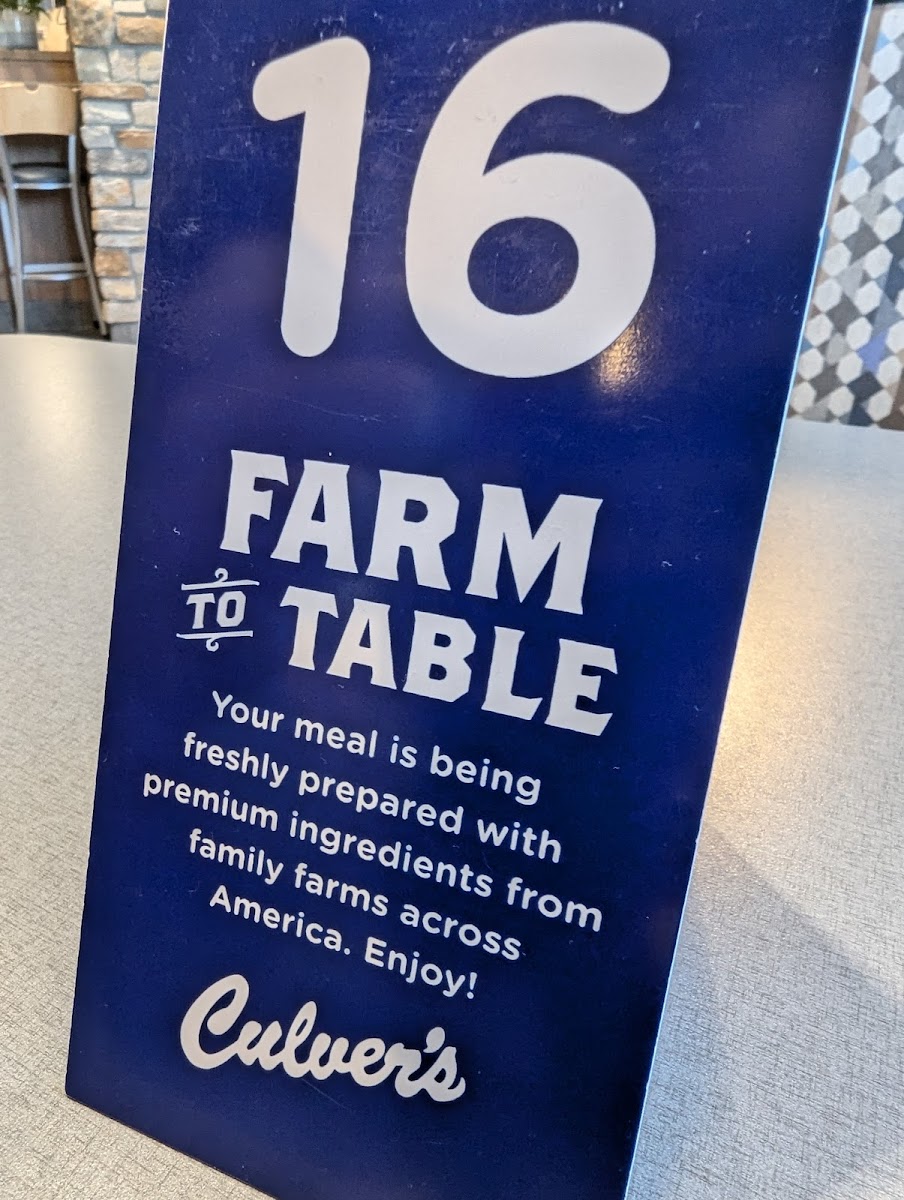 16
FARM
TO TABLE
Your meal is being
freshly prepared with
premium ingredients from
family farms across
America. Enjoy!
Culver's